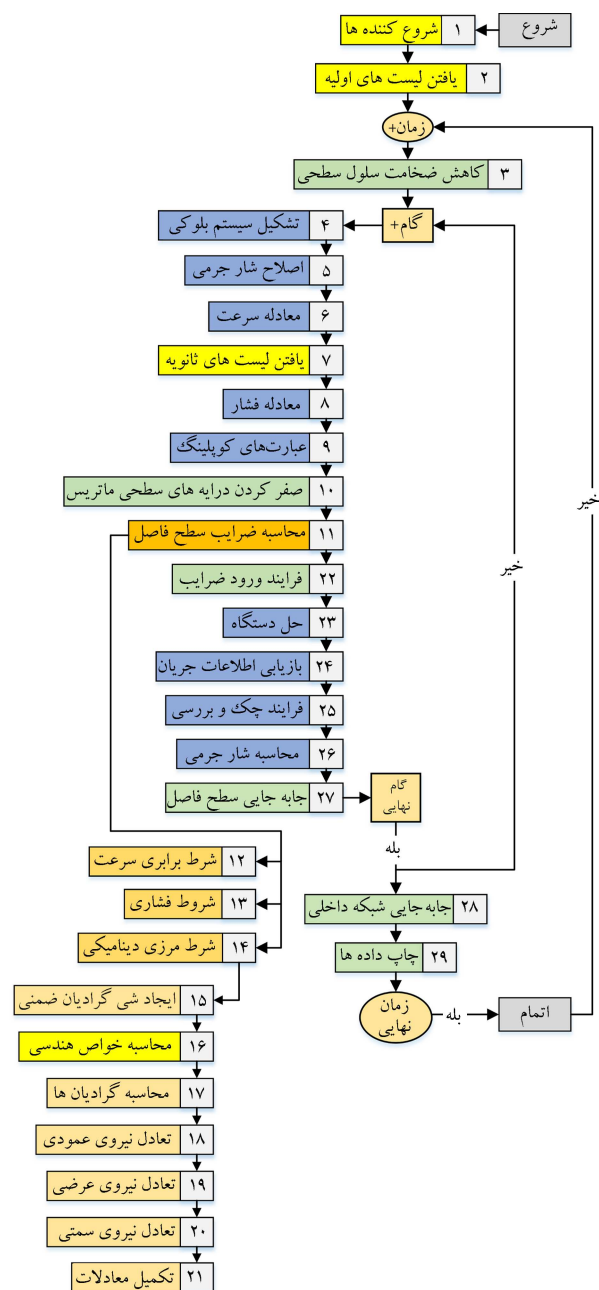 شروع
۱ شروع کننده ها
۲ یافتن لیست های اولیه
زمان+
۳ کاهش ضخامت سلول سطحی
گام+
۴ تشکیل سیستم بلوکی
۵ اصلاح شار جرمی
۶ معادله سرعت
۷ یافتن لیست های ثانویه
۸ معادله فشار
۹ عبارت‌های کوپلینگ
۱۰ صفر کردن درایه های سطحی ماتریس
۱۱ محاسبه ضرایب سطح فاصل
۲۲ فرایند ورود ضرایب
۲۳ حل دستگاه
۲۴ بازیابی اطلاعات جریان
۲۵ فرایند چک و بررسی
۲۶ محاسبه شار جرمی
۲۷ جابه جایی سطح فاصل
گام
نهایی
خیر
خیر
بله
۱۲ شرط برابری سرعت
۱۳ شروط فشاری
۱۴ شرط مرزی دینامیکی
۲۸ جابه جایی شبکه داخلی
۲۹ چاپ داده ها
زمان
نهایی
بله
اتمام
۱۵ ایجاد شی گرادیان ضمنی
۱۶ محاسبه خواص هندسی
۱۷ محاسبه گرادیان ها
۱۸ تعادل نیروی عمودی
۱۹ تعادل نیروی عرضی
۲۰ تعادل نیروی سمتی
۲۱ تکمیل معادلات